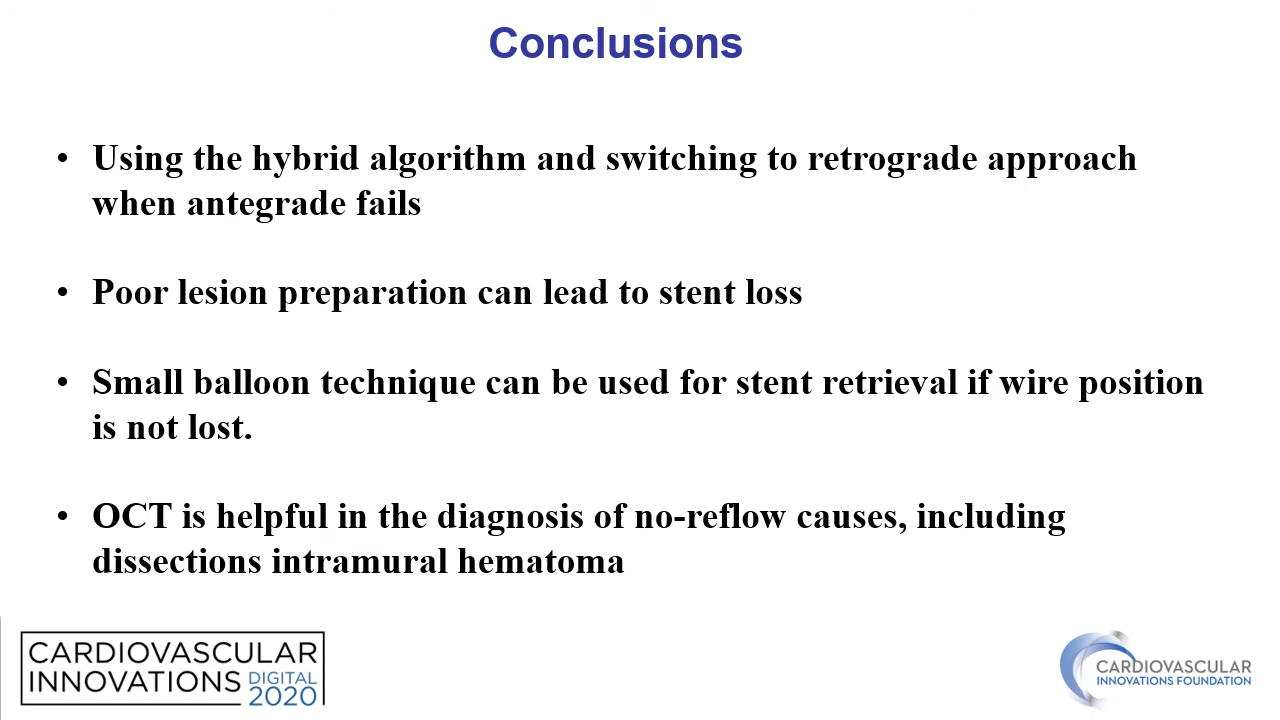 Conclusions
• Using the hybrid algorithm and switching to retrograde approach
when antegrade fails
• Poor lesion preparation can lead to stent loss
• Small balloon technique can be used for stent retrieval if wire position
is not lost.
• OCT is helpful in the diagnosis of no-reflow causes, including
dissections intramural hematoma
CARDIOVASCULAR
INNOVATIONS DIGITAL
2020
CARDIOVASCULAR
INNOVATIONS FOUNDATION